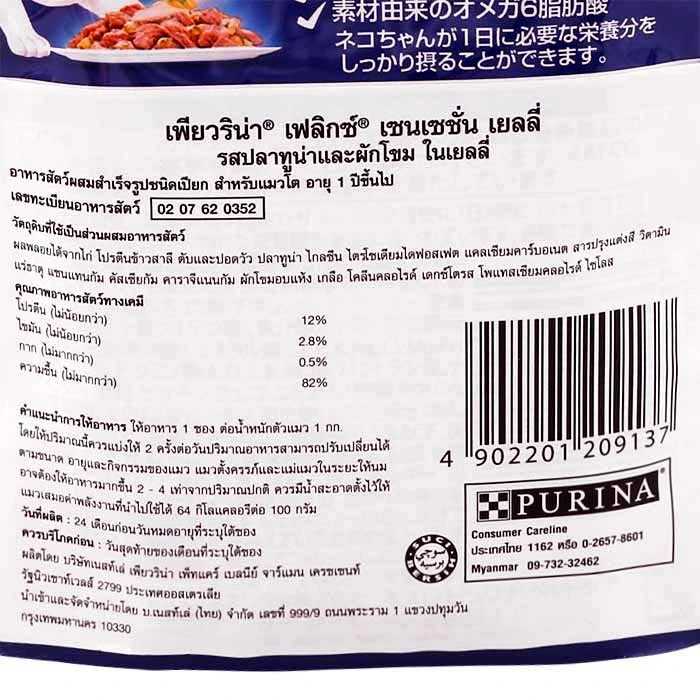 素材由来のオメガ6脂肪酸
ネコちゃんが1日に必要な栄養分を
しっかり摂ることができます。
เพียวริน่า® เฟลิกซ์® เซนเซชั่น เยลลี่
รสปลาทูน่าและผักโขม ในเยลลี่
อาหารสัตว์ผสมสำเร็จรูปชนิดเปียก สำหรับแมวโต อายุ 1 ปีขึ้นไป
เลขทะเบียนอาหารสัตว์ 02 07 62 0352
วัตถุดิบที่ใช้เป็นส่วนผสมอาหารสัตว์
ผลพลอยได้จากไก่ โปรตีนข้าวสาลี ตับและปอดวัว ปลาทูน่า ไกลซีน ไตรโซเดียมไดฟอสเฟต แคลเซียมคาร์บอเนต สารปรุงแต่งสี วิตามิน
แร่ธาตุ แซนแทนกัม คัสเซียกัม คาราจีแนนกัม ผักโขมอบแห้ง เกลือ โคลีนคลอไรด์ เดกซ์โตรส โพแทสเซียมคลอไรด์ ไซโลส
คุณภาพอาหารสัตว์ทางเคมี
โปรตีน (ไม่น้อยกว่า) 12%
ไขมัน (ไม่น้อยกว่า) 2.8%
กาก (ไม่มากกว่า) 0.5%
ความชื้น (ไม่มากกว่า) 82%
คำแนะนำการให้อาหาร ให้อาหาร 1 ซอง ต่อน้ำหนักตัวแมว 1 กก.
โดยให้ปริมาณนี้ควรแบ่งให้ 2 ครั้งต่อวันปริมาณอาหารสามารถปรับเปลี่ยนได้
ตามขนาด อายุและกิจกรรมของแมว แมวตั้งครรภ์และแม่แมวในระยะให้นม
อาจต้องให้อาหารมากขึ้น 2 - 4 เท่าจากปริมาณปกติ ควรมีน้ำสะอาดตั้งไว้ให้
แมวเสมอค่าพลังงานที่นำไปใช้ได้ 64 กิโลแคลอรีต่อ 100 กรัม
วันที่ผลิต : 24 เดือนก่อนวันหมดอายุที่ระบุใต้ซอง
ควรบริโภคก่อน : วันสุดท้ายของเดือนที่ระบุใต้ซอง
ผลิตโดย บริษัทเนสท์เล่ เพียวริน่า เพ็ทแคร์ เบลนีย์ จาร์แมน เครซเซนท์
รัฐนิวเซาท์เวลส์ 2799 ประเทศออสเตรเลีย
นำเข้าและจัดจำหน่ายโดย บ.เนสท์เล่ (ไทย) จำกัด เลขที่ 999/9 ถนนพระราม 1 แขวงปทุมวัน
กรุงเทพมหานคร 10330
4 902201 209137
PURINA
Consumer Careline
ประเทศไทย 1162 หรือ 0-2657-8601
Myanmar 09-732-32462
SUCI
سوچي
برسيه
BERSIH